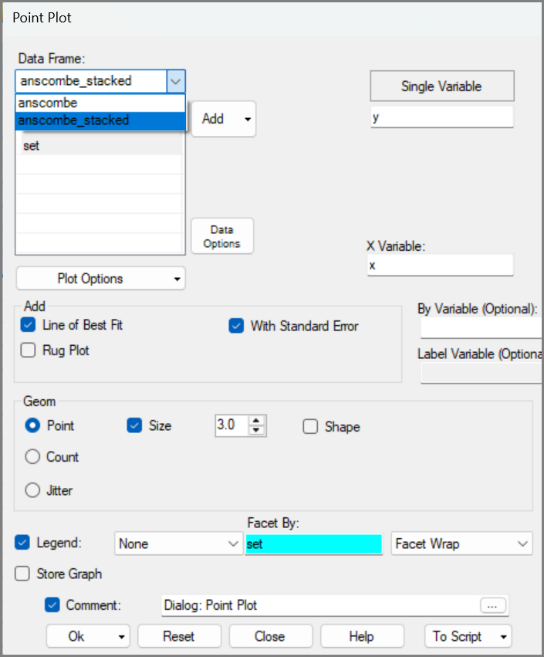 Point Plot
Data Frame:
anscombe_stacked
anscombe
anscombe_stacked
set
Add
Single Variable
y
Data
Options
X Variable:
x
Plot Options
Add
Line of Best Fit
With Standard Error
Rug Plot
By Variable (Optional):
Label Variable (Optiona
Geom
Point
Size
3.0
Shape
Count
Jitter
Facet By:
Legend:
None
set
Facet Wrap
Store Graph
Comment:
Dialog: Point Plot
...
Ok
Reset
Close
Help
To Script